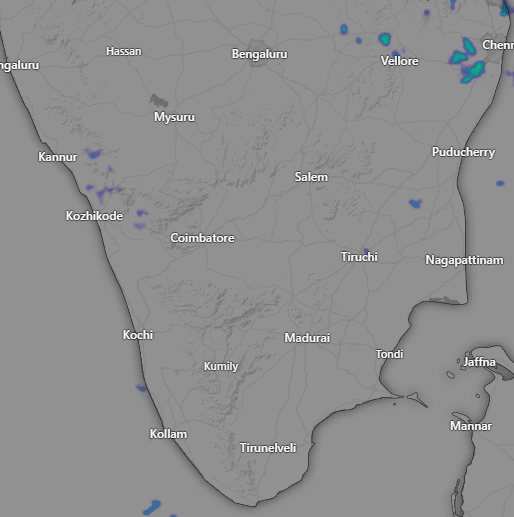 Hassan
Bengaluru
Chenn
ngaluru
Vellore
Mysuru
Kannur
Puducherry
Salem
Kozhikode
Coimbatore
Tiruchi
Nagapattinam
Kochi
Madurai
Tondi
Kumily
Jaffna
Mannar
Kollam
Tirunelveli